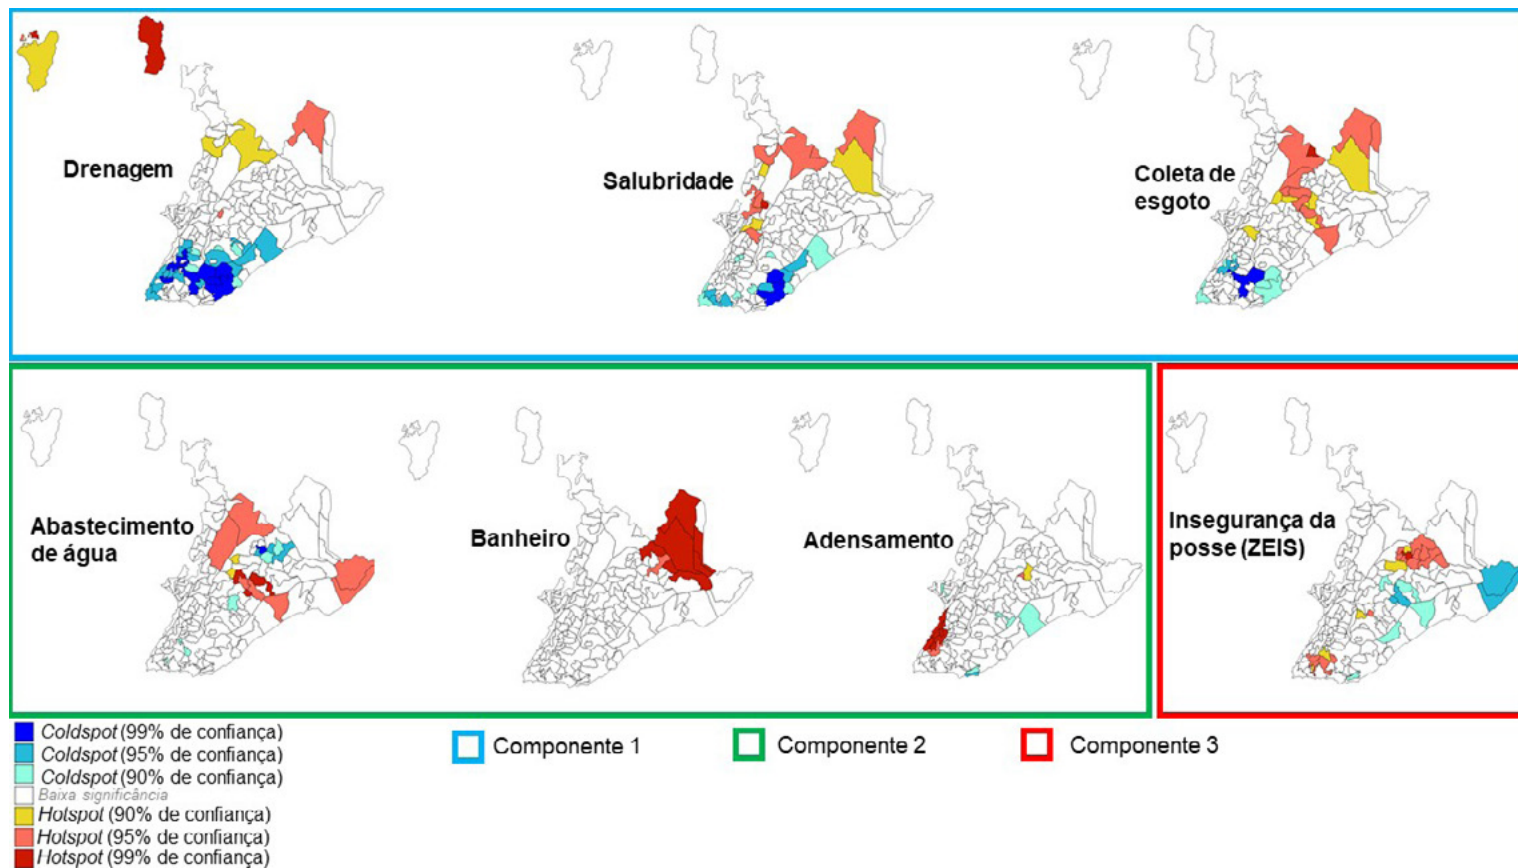 Drenagem
Salubridade
Coleta de
esgoto
Abastecimento
de água
Banheiro
Adensamento
Insegurança da
posse (ZEIS)
Coldspot (99% de confiança)
Coldspot (95% de confiança)
Coldspot (90% de confiança)
Baixa significância
Hotspot (90% de confiança)
Hotspot (95% de confiança)
Hotspot (99% de confiança)
Componente 1
Componente 2
Componente 3